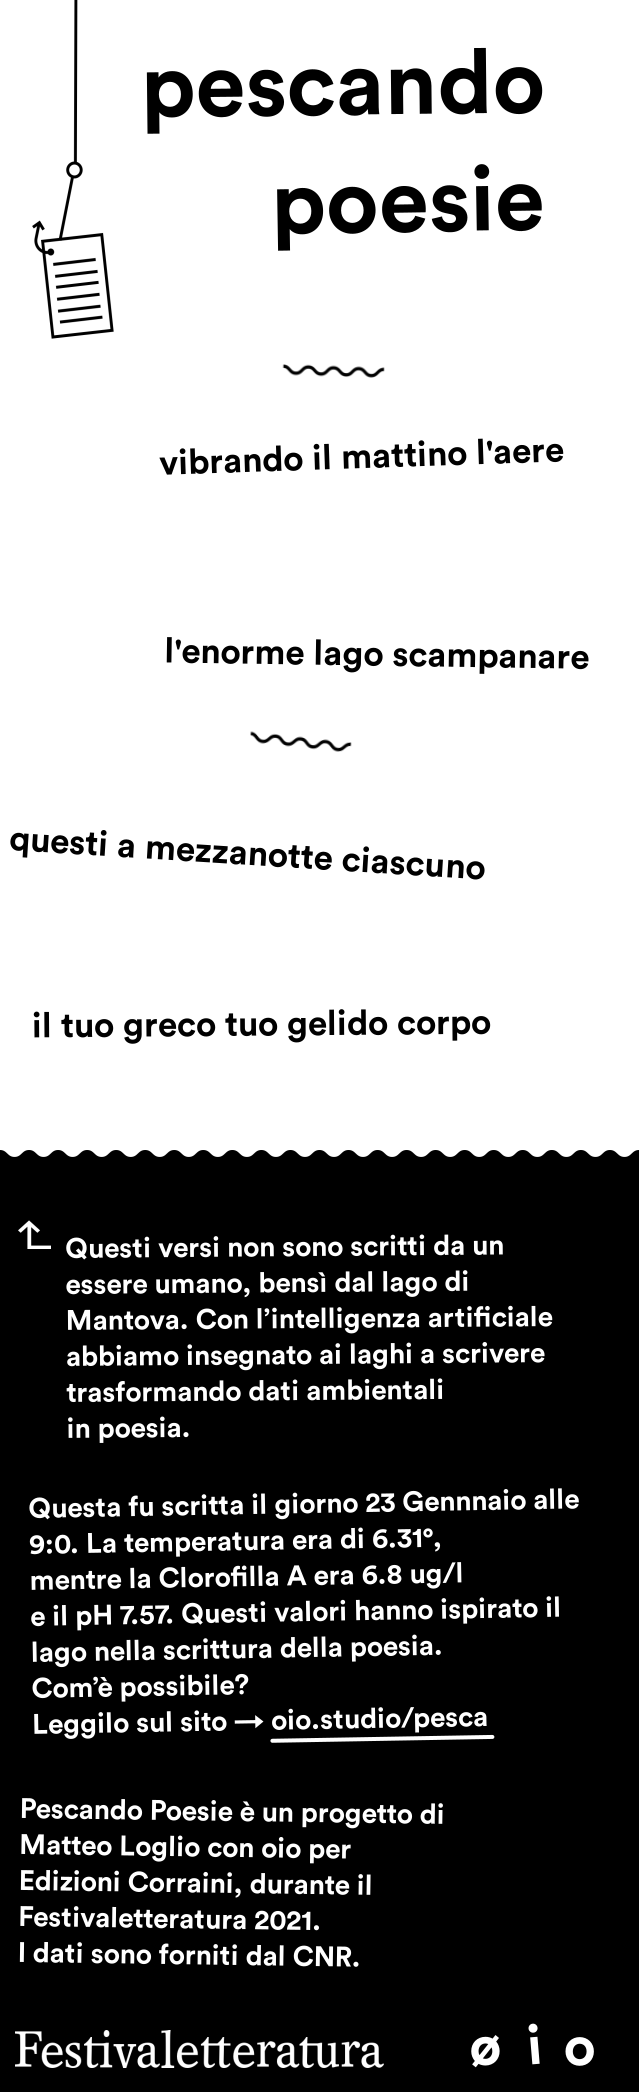 pescando
poesie
vibrando il mattino l'aere
l'enorme lago scampanare
questi a mezzanotte ciascuno
il tuo greco tuo gelido corpo
Questi versi non sono scritti da un
essere umano, bensì dal lago di
Mantova. Con l’intelligenza artificiale
abbiamo insegnato ai laghi a scrivere
trasformando dati ambientali
in poesia.
Questa fu scritta il giorno 23 Gennnaio alle
9:0. La temperatura era di 6.31°,
mentre la Clorofilla A era 6.8 ug/l
e il pH 7.57. Questi valori hanno ispirato il
lago nella scrittura della poesia.
Com’è possibile?
Leggilo sul sito → oio.studio/pesca
Pescando Poesie è un progetto di
Matteo Loglio con oio per
Edizioni Corraini, durante il
Festivaletteratura 2021.
I dati sono forniti dal CNR.
Festivaletteratura ø i o